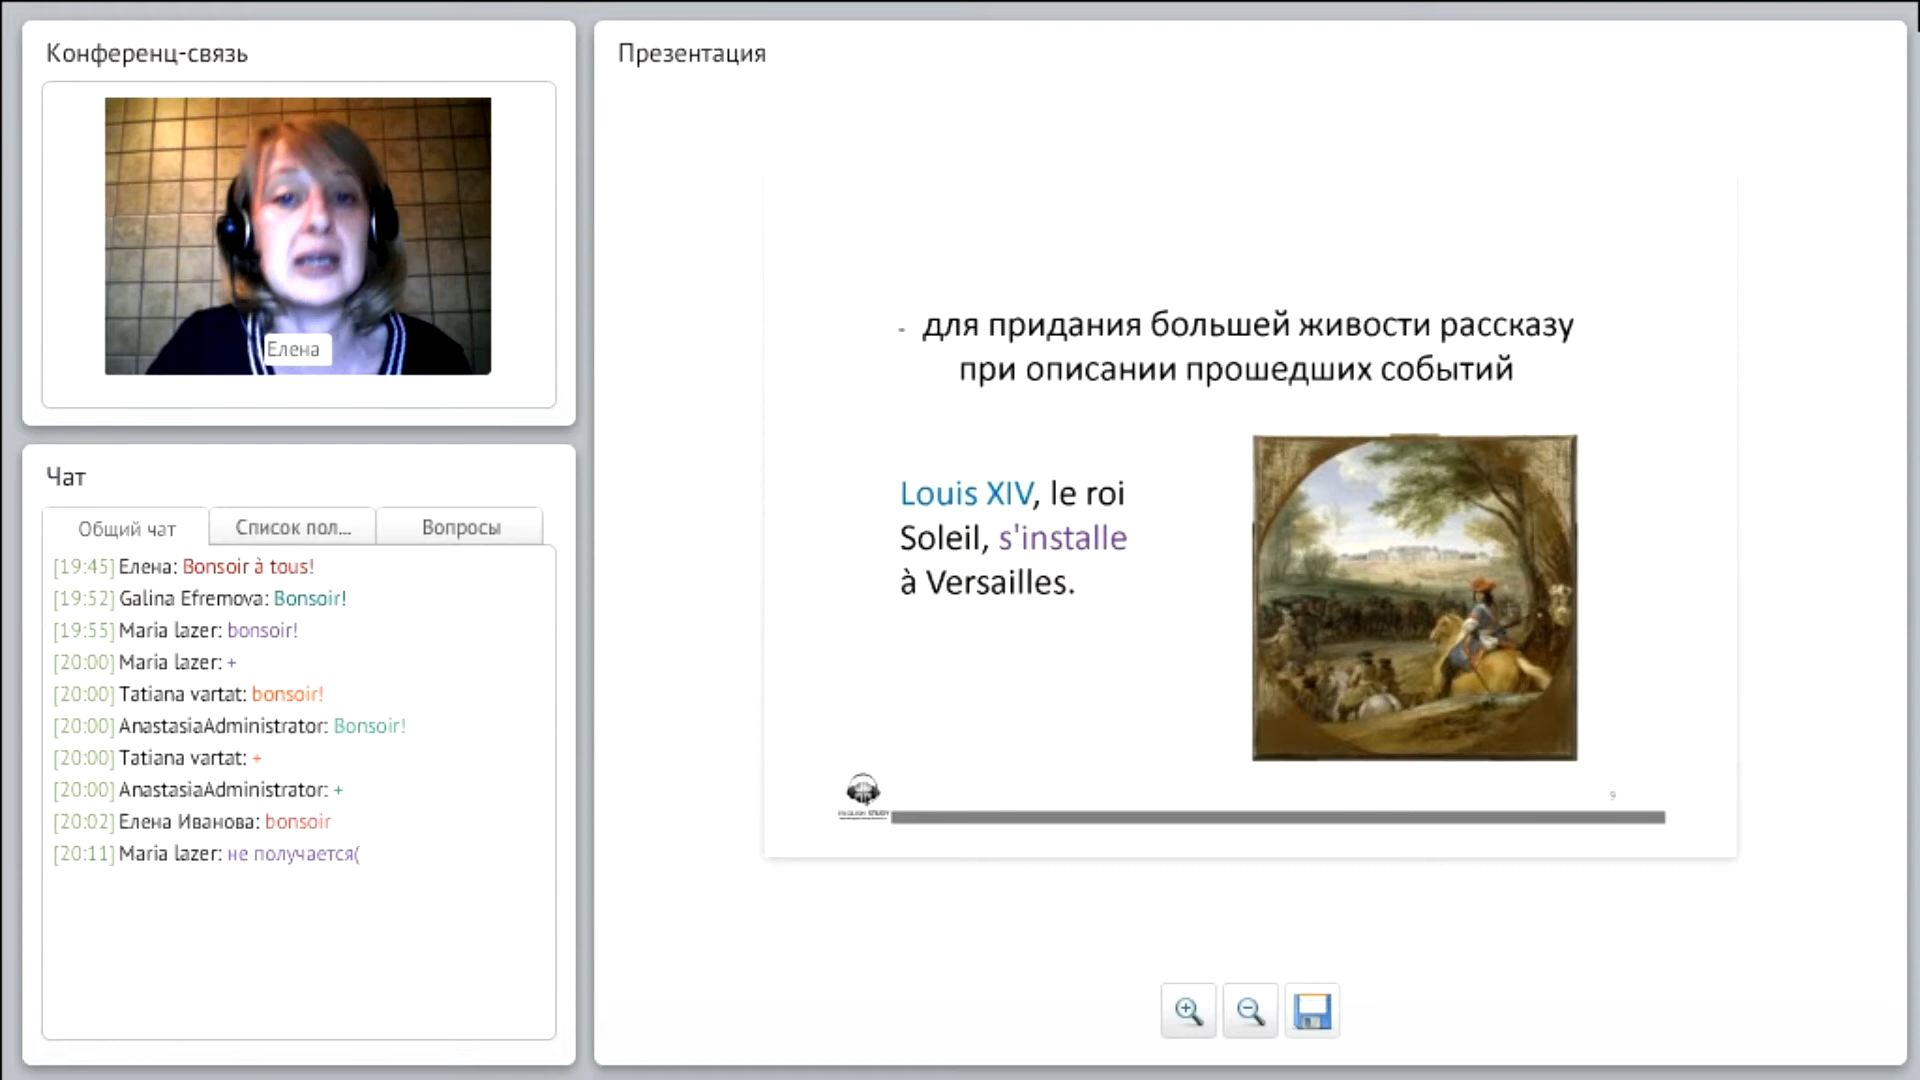 Конференц-связь
Елена
Чат
Общий чат
Список пол...
Вопросы
[19:45] Елена: Bonsoir à tous!
[19:52] Galina Efremova: Bonsoir!
[19:55] Maria lazer: bonsoir!
[20:00] Maria lazer: +
[20:00] Tatiana vartat: bonsoir!
[20:00] AnastasiaAdministrator: Bonsoir!
[20:00] Tatiana vartat: +
[20:00] AnastasiaAdministrator: +
[20:02] Елена Иванова: bonsoir
[20:11] Maria lazer: не получается(
Презентация
- для придания большей живости рассказу
при описании прошедших событий
Louis XIV, le roi
Soleil, s'installe
à Versailles.
ENGLISH STUDY
9